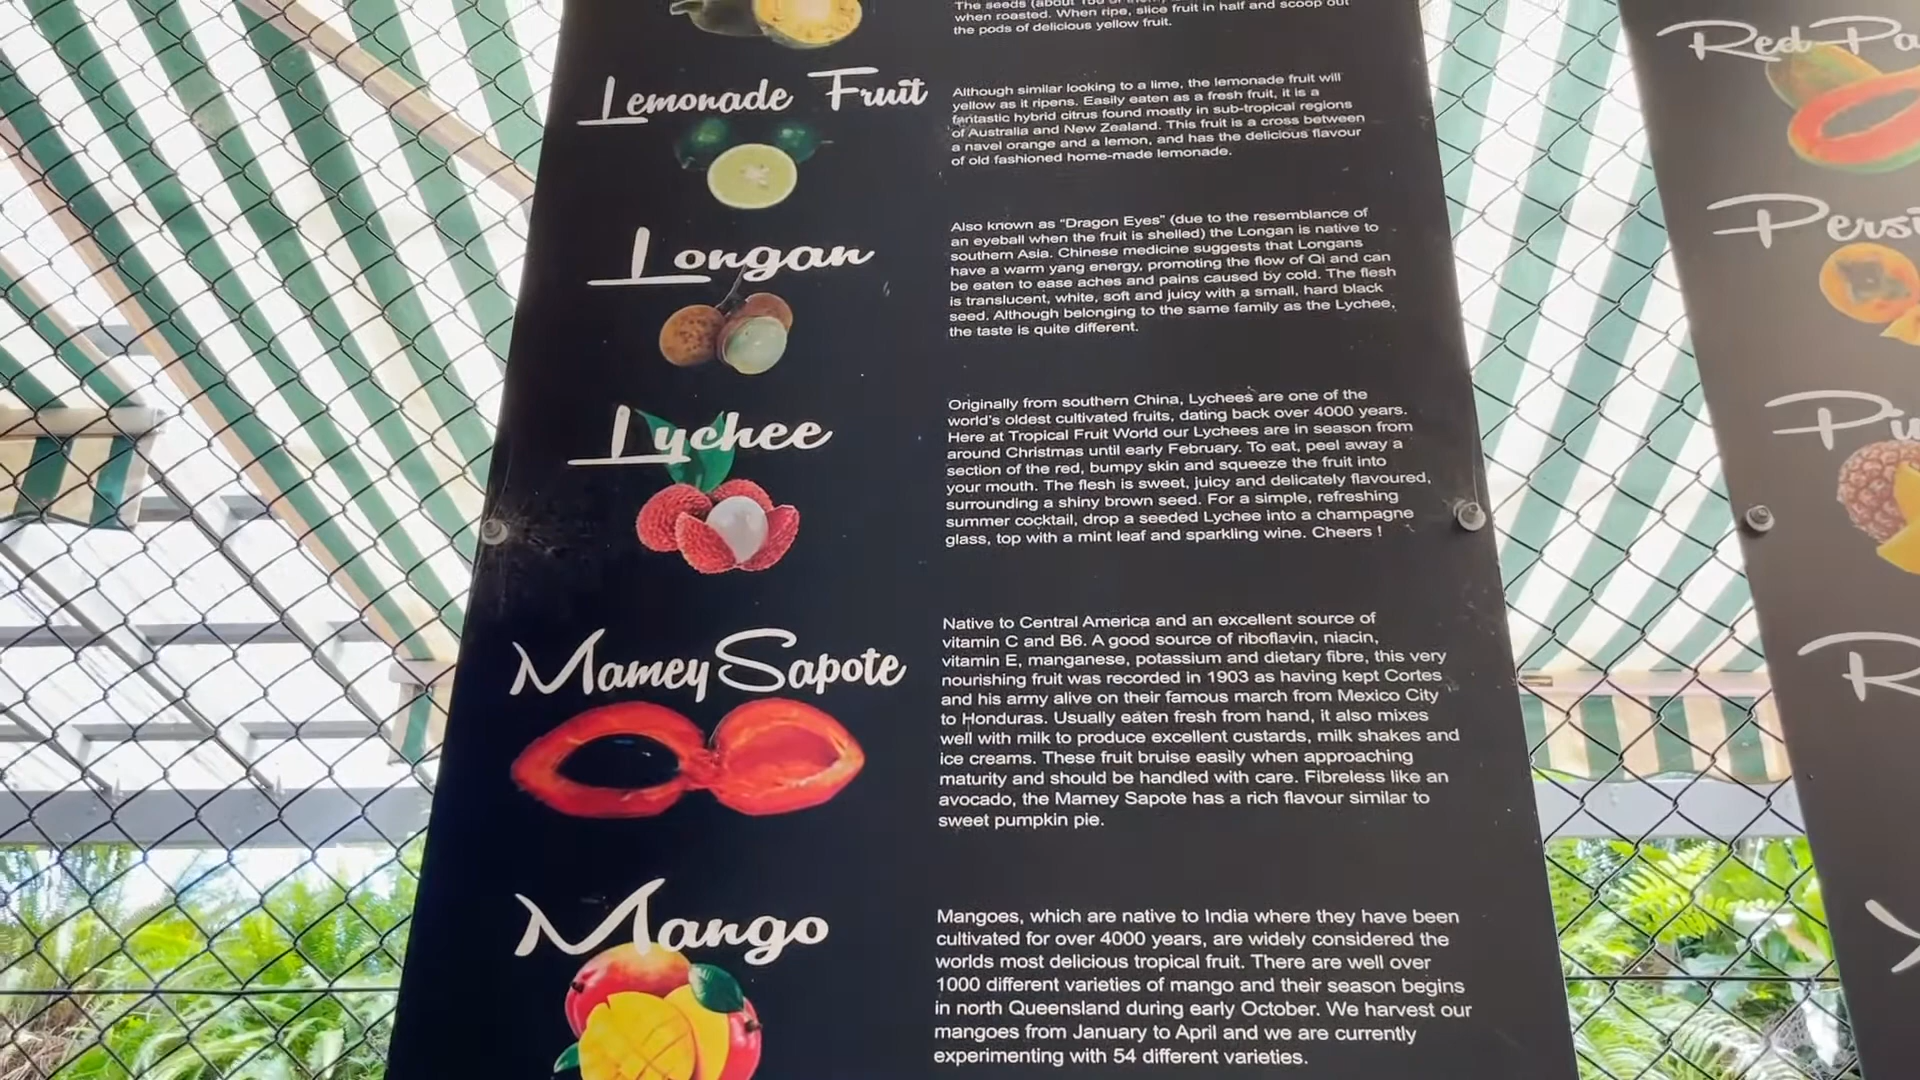 when roasted. When ripe, slice fruit in half and scoop out
the pods of delicious yellow fruit.
Lemonade Fruit
Although similar looking to a lime, the lemonade fruit will
yellow as it ripens. Easily eaten as a fresh fruit, it is a
fantastic hybrid citrus found mostly in sub-tropical regions
of Australia and New Zealand. This fruit is a cross between
a navel orange and a lemon, and has the delicious flavour
of old fashioned home-made lemonade.
Longan
Also known as “Dragon Eyes” (due to the resemblance of
an eyeball when the fruit is shelled) the Longan is native to
southern Asia. Chinese medicine suggests that Longans
have a warm yang energy, promoting the flow of Qi and can
be eaten to ease aches and pains caused by cold. The flesh
is translucent, white, soft and juicy with a small, hard black
seed. Although belonging to the same family as the Lychee,
the taste is quite different.
Lychee
Originally from southern China, Lychees are one of the
world's oldest cultivated fruits, dating back over 4000 years.
Here at Tropical Fruit World our Lychees are in season from
around Christmas until early February. To eat, peel away a
section of the red, bumpy skin and squeeze the fruit into
your mouth. The flesh is sweet, juicy and delicately flavoured,
surrounding a shiny brown seed. For a simple, refreshing
summer cocktail, drop a seeded Lychee into a champagne
glass, top with a mint leaf and sparkling wine. Cheers !
Mamey Sapote
Native to Central America and an excellent source of
vitamin C and B6. A good source of riboflavin, niacin,
vitamin E, manganese, potassium and dietary fibre, this very
nourishing fruit was recorded in 1903 as having kept Cortes
and his army alive on their famous march from Mexico City
to Honduras. Usually eaten fresh from hand, it also mixes
well with milk to produce excellent custards, milk shakes and
ice creams. These fruit bruise easily when approaching
maturity and should be handled with care. Fibreless like an
avocado, the Mamey Sapote has a rich flavour similar to
sweet pumpkin pie.
Mango
Mangoes, which are native to India where they have been
cultivated for over 4000 years, are widely considered the
worlds most delicious tropical fruit. There are well over
1000 different varieties of mango and their season begins
in north Queensland during early October. We harvest our
mangoes from January to April and we are currently
experimenting with 54 different varieties.
Red